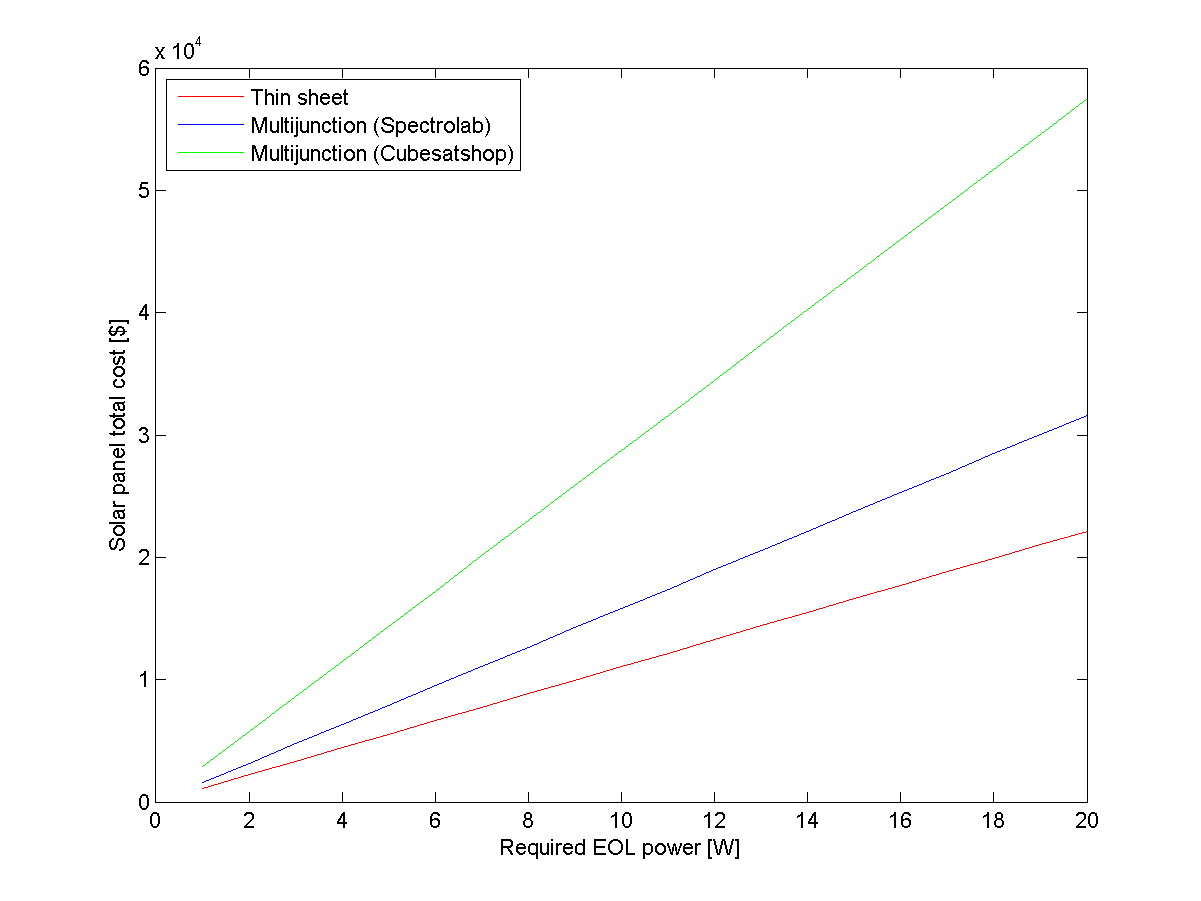 x 10^4
6
5
4
3
2
1
0
Solar panel total cost [$]
Thin sheet
Multijunction (Spectrolab)
Multijunction (Cubesatshop)
0 2 4 6 8 10 12 14 16 18 20
Required EOL power [W]